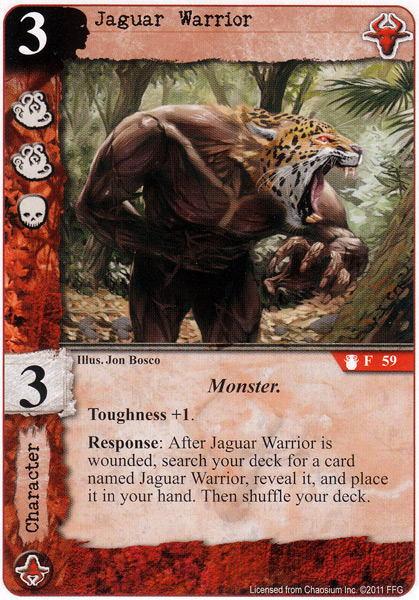 3
Jaguar Warrior
Illus. Jon Bosco
F 59
3
Character
Monster.
Toughness +1.
Response: After Jaguar Warrior is
wounded, search your deck for a card
named Jaguar Warrior, reveal it, and place
it in your hand. Then shuffle your deck.
Licensed from Chaosium Inc. ©2011 FFG